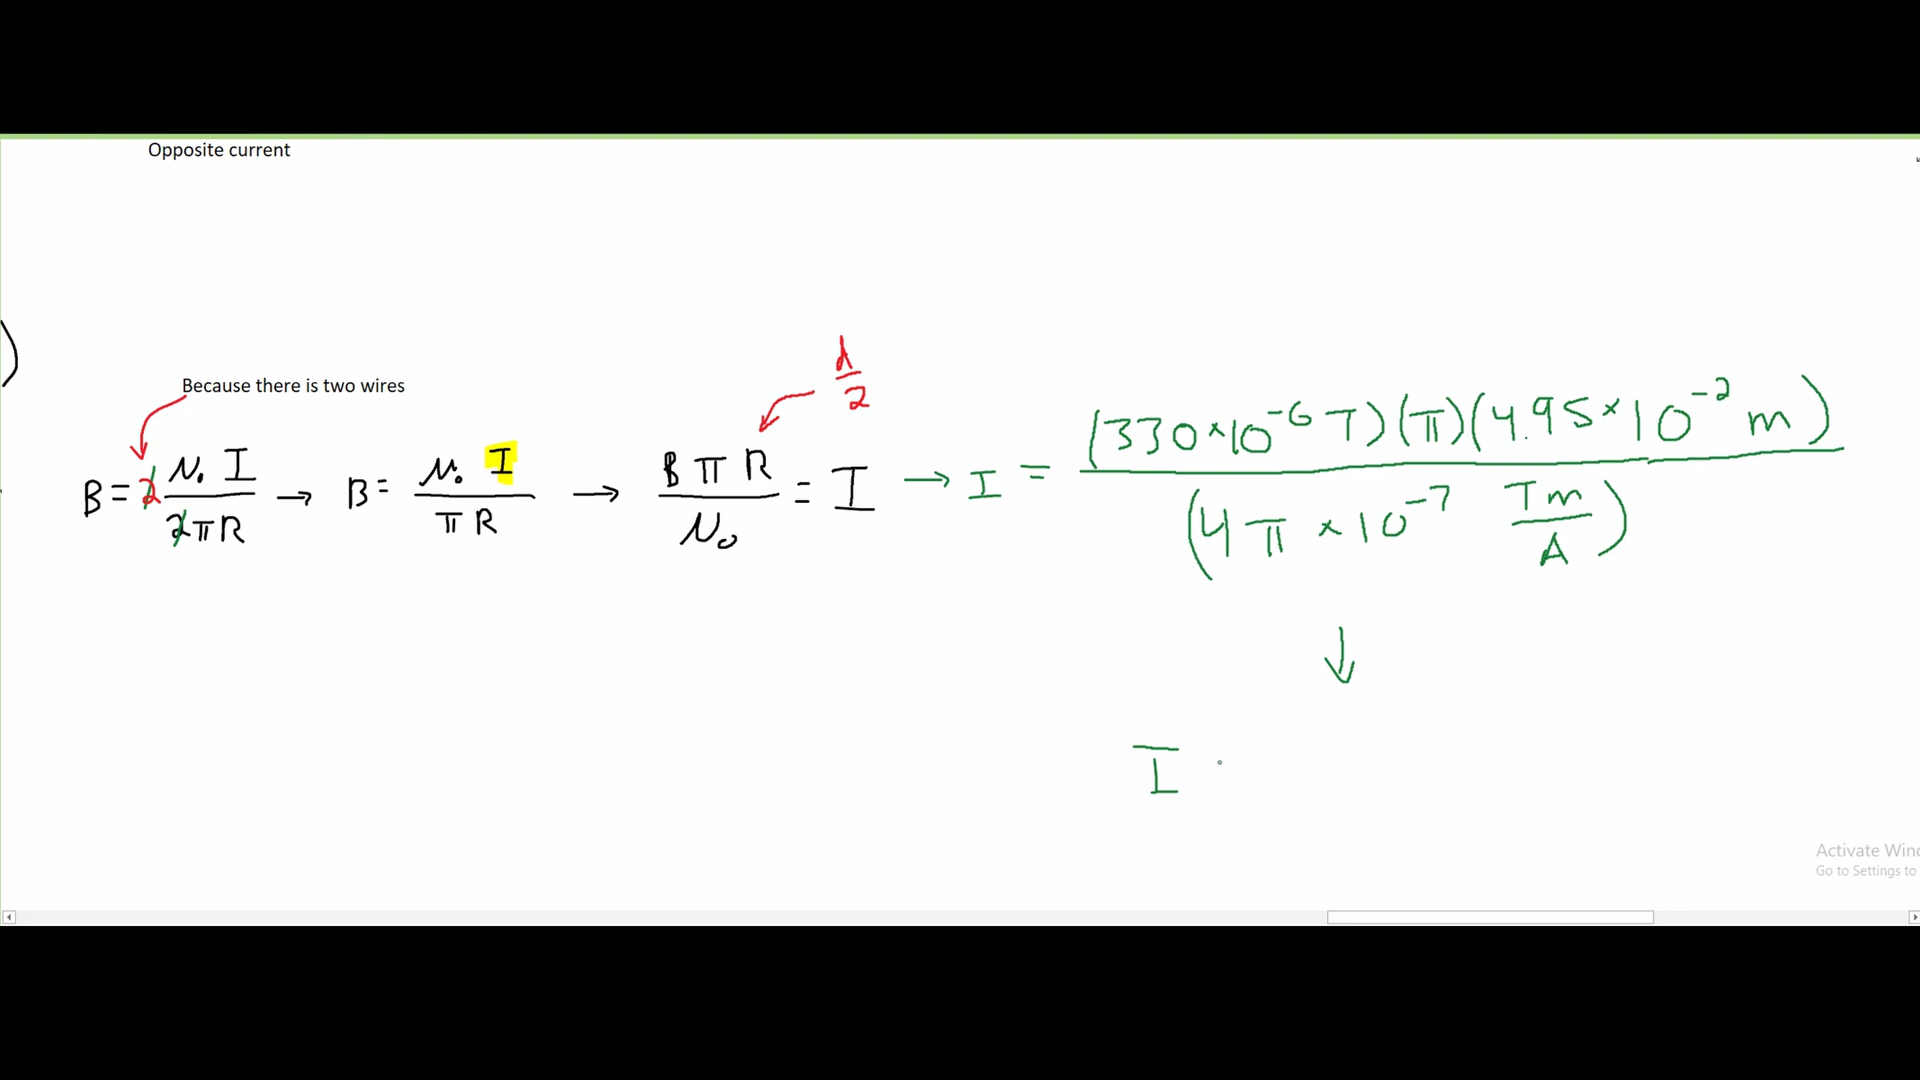 Opposite current
)
Because there is two wires
d/2
B = 2 μ₀ I / 2πR → B = μ₀ I / πR → B π R / μ₀ = I → I = (330×10⁻⁶ T)(π)(4.95×10⁻² m) / (4π×10⁻⁷ Tm/A)
↓
I
Activate Winc
Go to Settings to